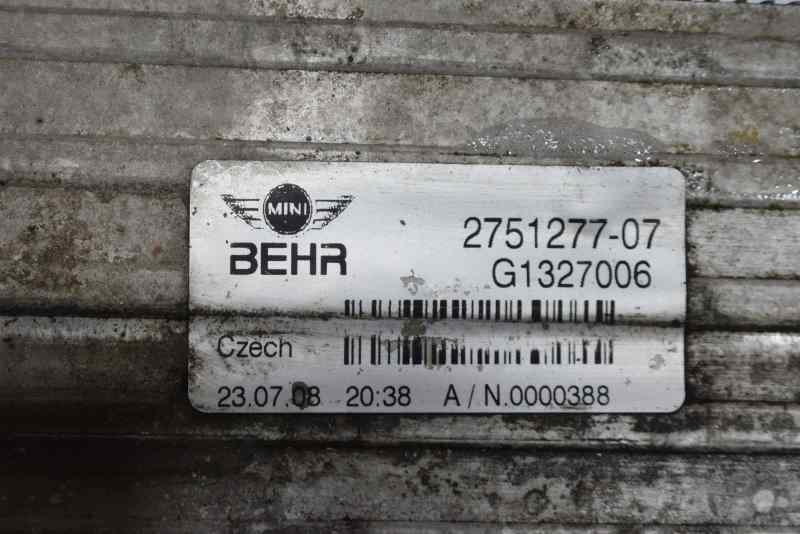 MINI
BEHR
2751277-07
G1327006
Czech
23.07.08 20:38 A/N.0000388